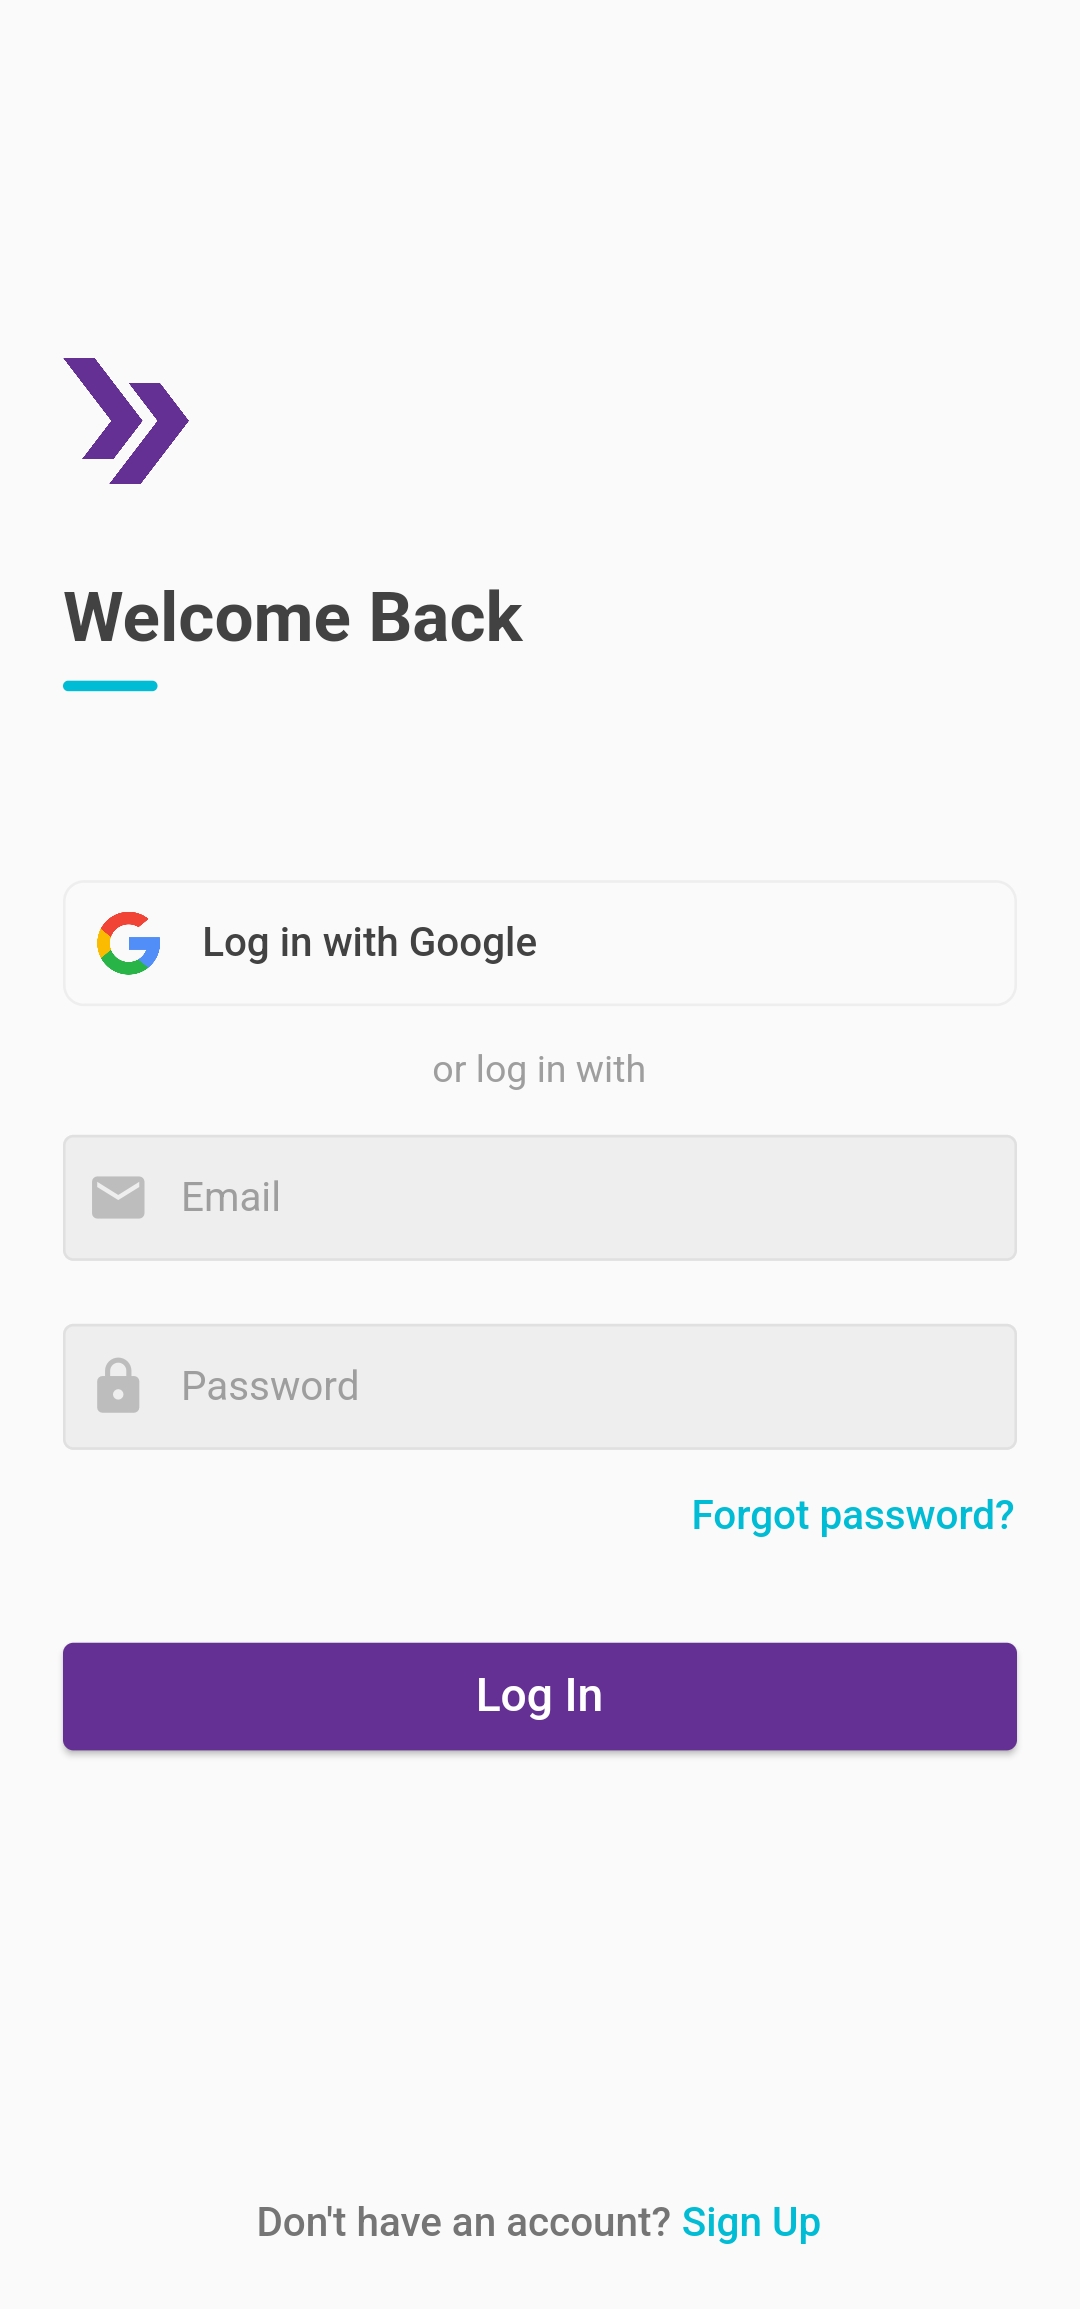 Welcome Back
Log in with Google
or log in with
Email
Password
Forgot password?
Log In
Don't have an account? Sign Up